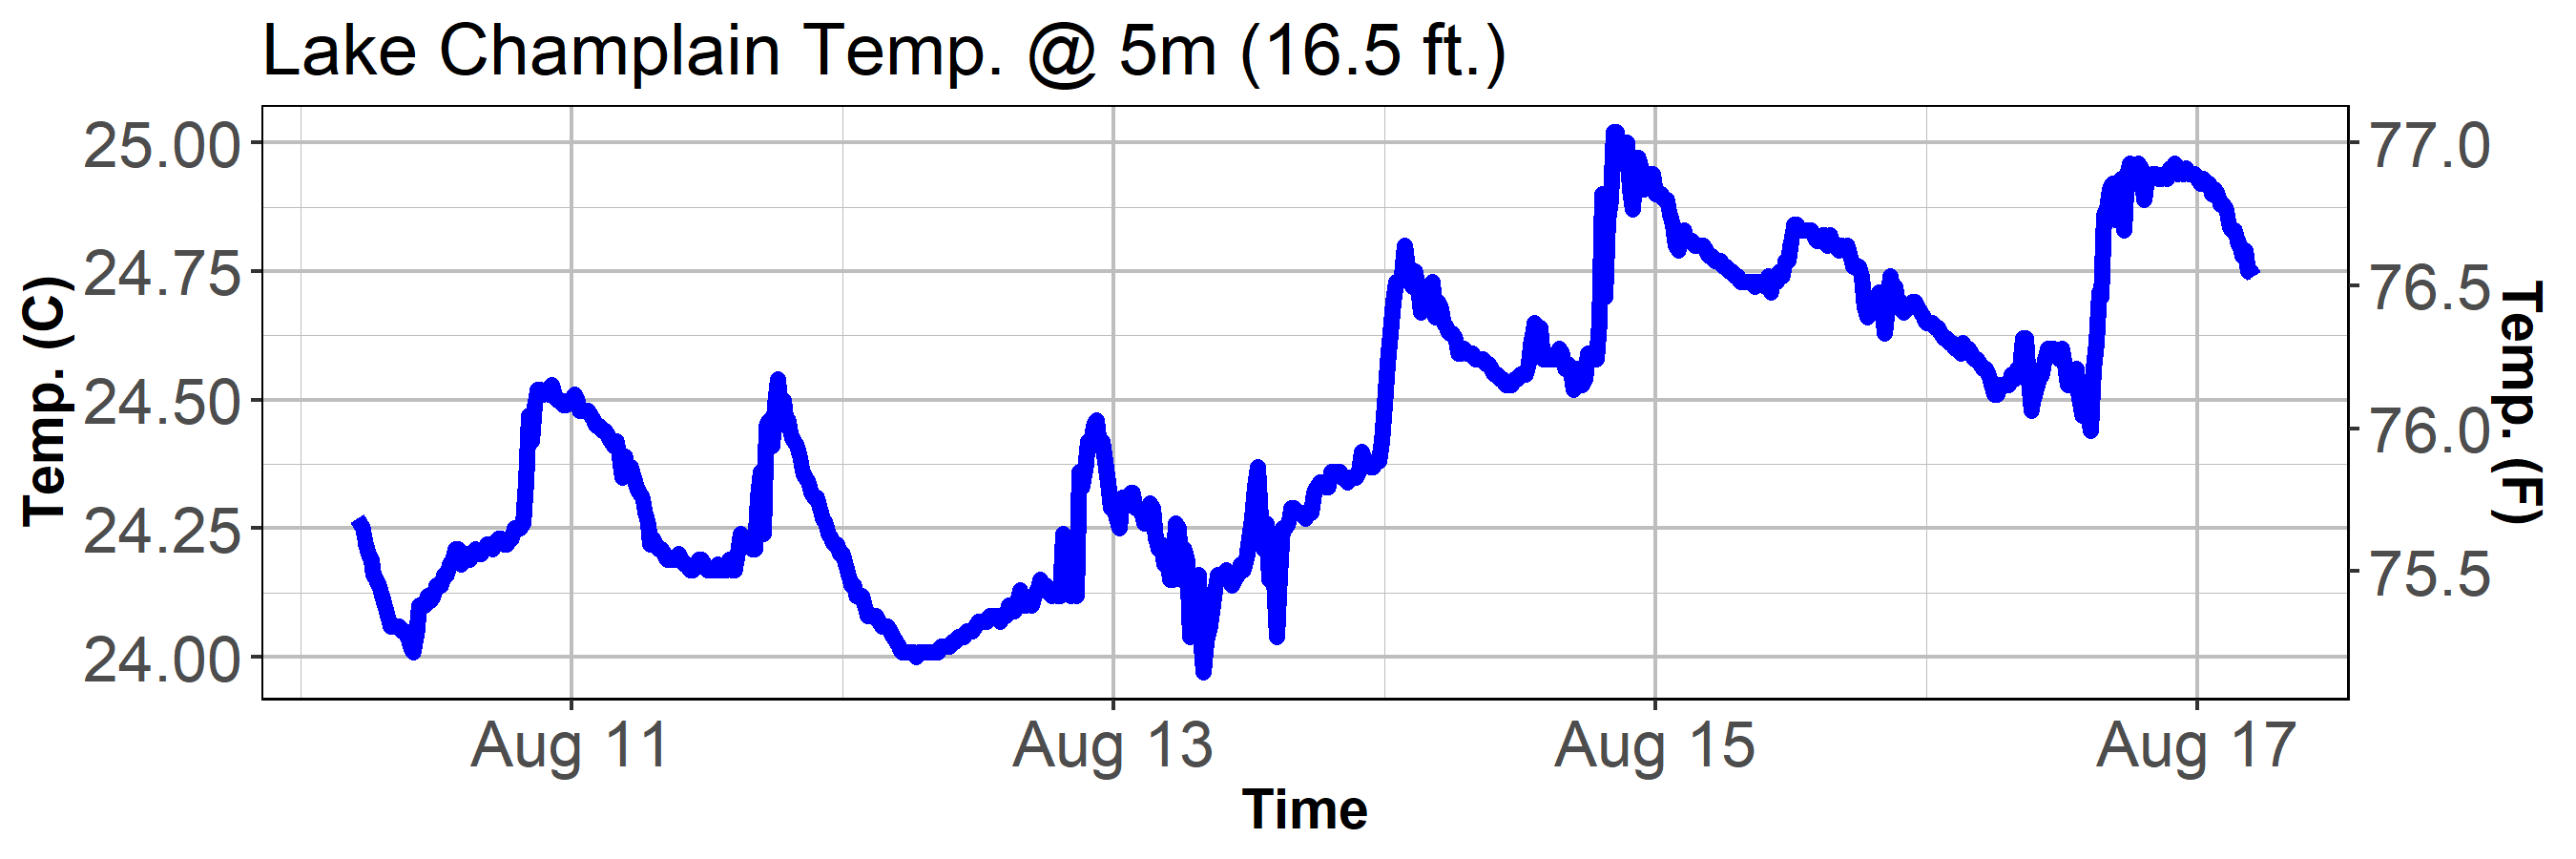 Lake Champlain Temp. @ 5m (16.5 ft.)
Temp. (C)
25.00
24.75
24.50
24.25
24.00
77.0
76.5
76.0
75.5
Temp. (F)
Aug 11 Aug 13 Aug 15 Aug 17
Time